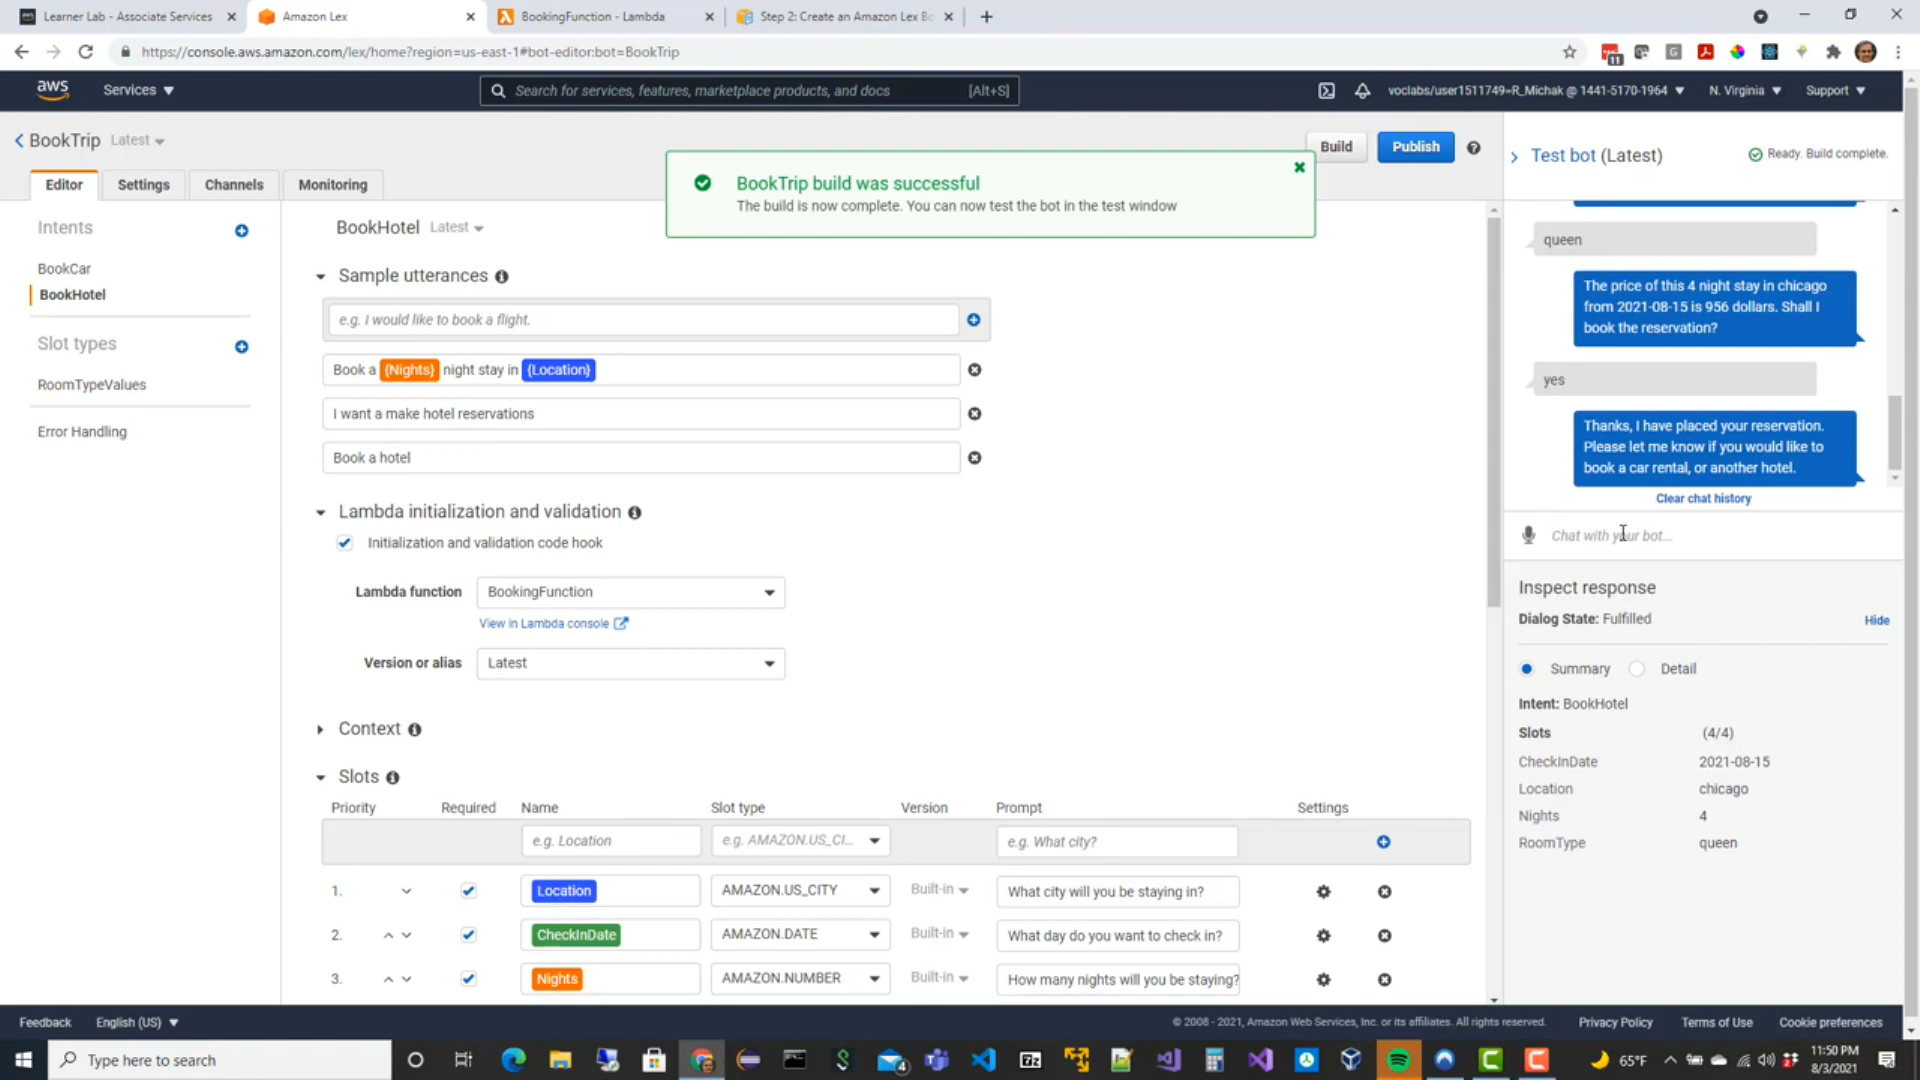 Learner Lab - Associate Services
Amazon Lex
BookingFunction - Lambda
Step 2: Create an Amazon Lex Bo
https://console.aws.amazon.com/lex/home?region=us-east-1#bot-editor:bot=BookTrip
11
aws
Services
Search for services, features, marketplace products, and docs
[Alt+S]
voclabs/user1511749=R_Michak @ 1441-5170-1964
N. Virginia
Support
BookTrip
Latest
Build
Publish
Test bot (Latest)
Ready. Build complete.
Editor
Settings
Channels
Monitoring
BookTrip build was successful
The build is now complete. You can now test the bot in the test window
Intents
BookCar
BookHotel
Slot types
RoomTypeValues
Error Handling
BookHotel Latest
Sample utterances
e.g. I would like to book a flight.
Book a {Nights} night stay in {Location}
I want a make hotel reservations
Book a hotel
Lambda initialization and validation
Initialization and validation code hook
Lambda function
BookingFunction
View in Lambda console
Version or alias
Latest
Context
Slots
Priority
Required
Name
Slot type
Version
Prompt
Settings
e.g. Location
e.g. AMAZON.US_CI...
e.g. What city?
1.
Location
AMAZON.US_CITY
Built-in
What city will you be staying in?
2.
CheckInDate
AMAZON.DATE
Built-in
What day do you want to check in?
3.
Nights
AMAZON.NUMBER
Built-in
How many nights will you be staying?
queen
The price of this 4 night stay in chicago
from 2021-08-15 is 956 dollars. Shall I
book the reservation?
yes
Thanks, I have placed your reservation.
Please let me know if you would like to
book a car rental, or another hotel.
Clear chat history
Chat with your bot...
Inspect response
Dialog State: Fulfilled
Hide
Summary
Detail
Intent: BookHotel
Slots
(4/4)
CheckInDate
2021-08-15
Location
chicago
Nights
4
RoomType
queen
Feedback
English (US)
© 2008 - 2021, Amazon Web Services, Inc. or its affiliates. All rights reserved.
Privacy Policy
Terms of Use
Cookie preferences
Type here to search
4
7z
65°F
11:50 PM
8/3/2021